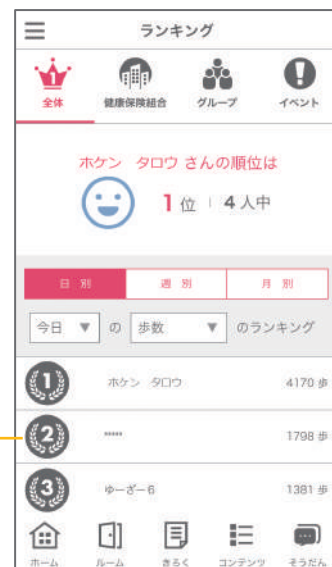 ランキング
1
全体 健康保険組合 グループ イベント
ホケン タロウ さんの順位は
1 位 | 4 人中
日 別 週 別 月 別
今日 ▼ の 歩数 ▼ のランキング
1 ホケン タロウ 4170 歩
2 ***** 1798 歩
3 ゆーざー6 1381 歩
ホーム ルーム きろく コンテンツ そうだん